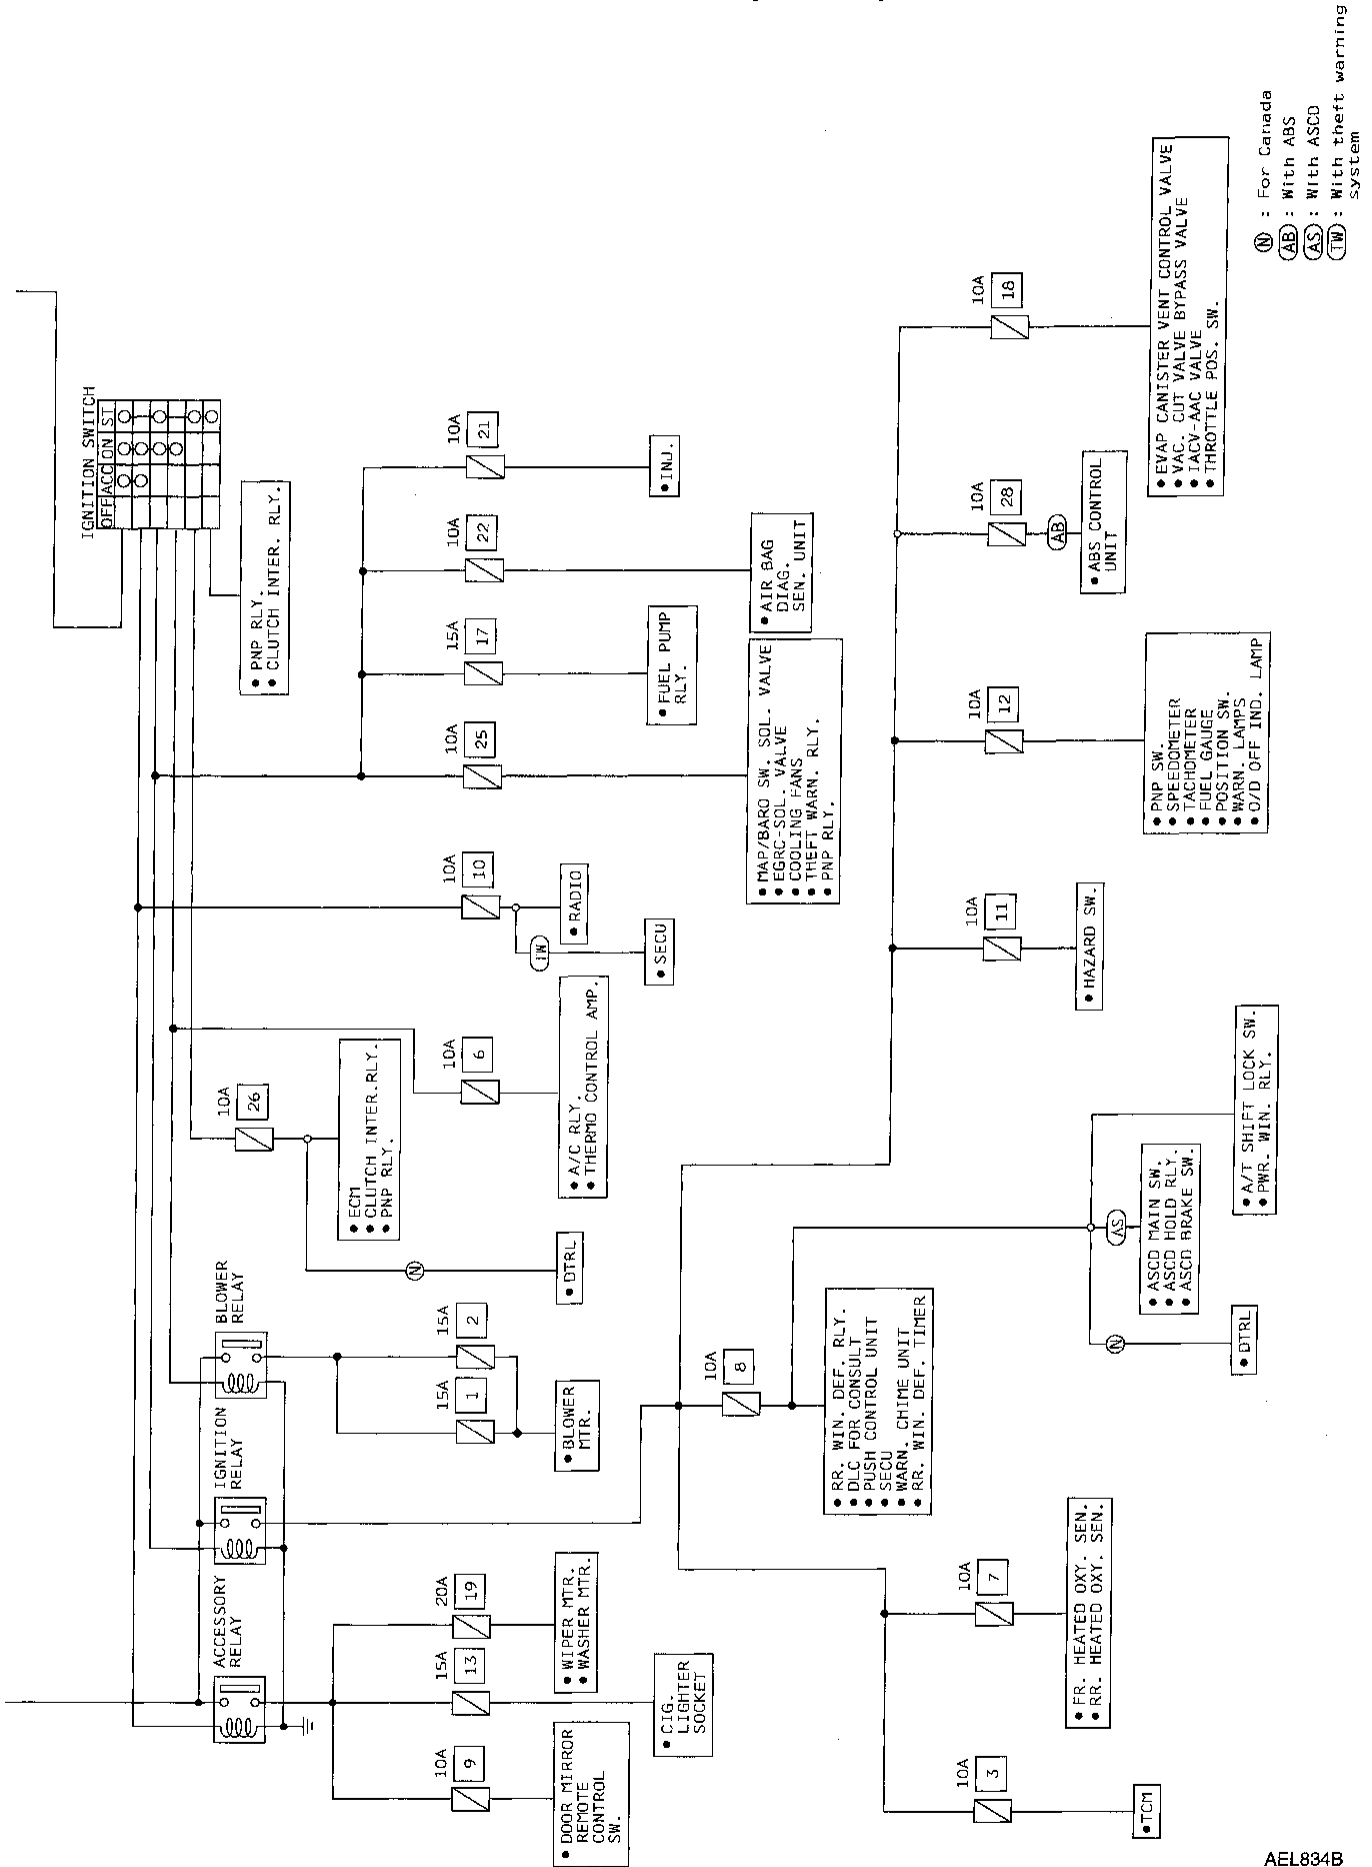 IGNITION SWITCH
OFF ACC ON ST
• PNP RLY.
• CLUTCH INTER. RLY.
BLOWER
RELAY
IGNITION
RELAY
ACCESSORY
RELAY
10A
26
• ECM
• CLUTCH INTER.RLY.
• PNP RLY.
N
• DTRL
10A
9
• DOOR MIRROR
REMOTE
CONTROL
SW.
15A
13
• CIG.
LIGHTER
SOCKET
20A
19
• WIPER MTR.
• WASHER MTR.
15A
1
15A
2
• BLOWER
MTR.
10A
6
• A/C RLY.
• THERMO CONTROL AMP.
10A
10
• RADIO
TW
• SECU
10A
25
• MAP/BARO SW. SOL. VALVE
• EGRC-SOL. VALVE
• COOLING FANS
• THEFT WARN. RLY.
• PNP RLY.
15A
17
• FUEL PUMP
RLY.
10A
22
• AIR BAG
DIAG.
SEN. UNIT
10A
21
• INJ.
10A
8
• RR. WIN. DEF. RLY.
• DLC FOR CONSULT
• PUSH CONTROL UNIT
• SECU
• WARN. CHIME UNIT
• RR. WIN. DEF. TIMER
10A
3
• TCM
10A
7
• FR. HEATED OXY. SEN.
• RR. HEATED OXY. SEN.
N
• DTRL
AS
• ASCD MAIN SW.
• ASCD HOLD RLY.
• ASCD BRAKE SW.
• A/T SHIFT LOCK SW.
• PWR. WIN. RLY.
10A
11
• HAZARD SW.
10A
12
• PNP SW.
• SPEEDOMETER
• TACHOMETER
• FUEL GAUGE
• POSITION SW.
• WARN. LAMPS
• O/D OFF IND. LAMP
10A
28
AB
• ABS CONTROL
UNIT
10A
18
• EVAP CANISTER VENT CONTROL VALVE
• VAC. CUT VALVE BYPASS VALVE
• IACV-AAC VALVE
• THROTTLE POS. SW.
N : For Canada
AB : With ABS
AS : With ASCD
TW : With theft warning
system
AEL834B